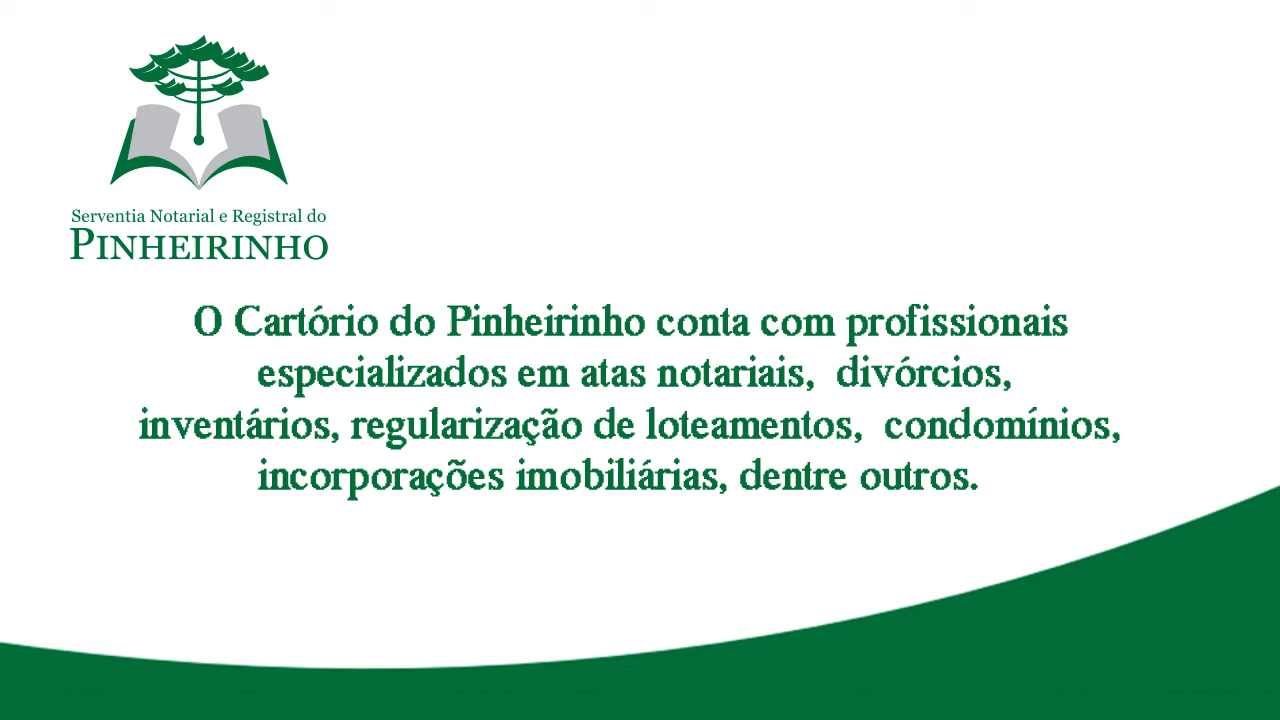 Serventia Notarial e Registral do
PINHEIRINHO
O Cartório do Pinheirinho conta com profissionais
especializados em atas notariais, divórcios,
inventários, regularização de loteamentos, condomínios,
incorporações imobiliárias, dentre outros.